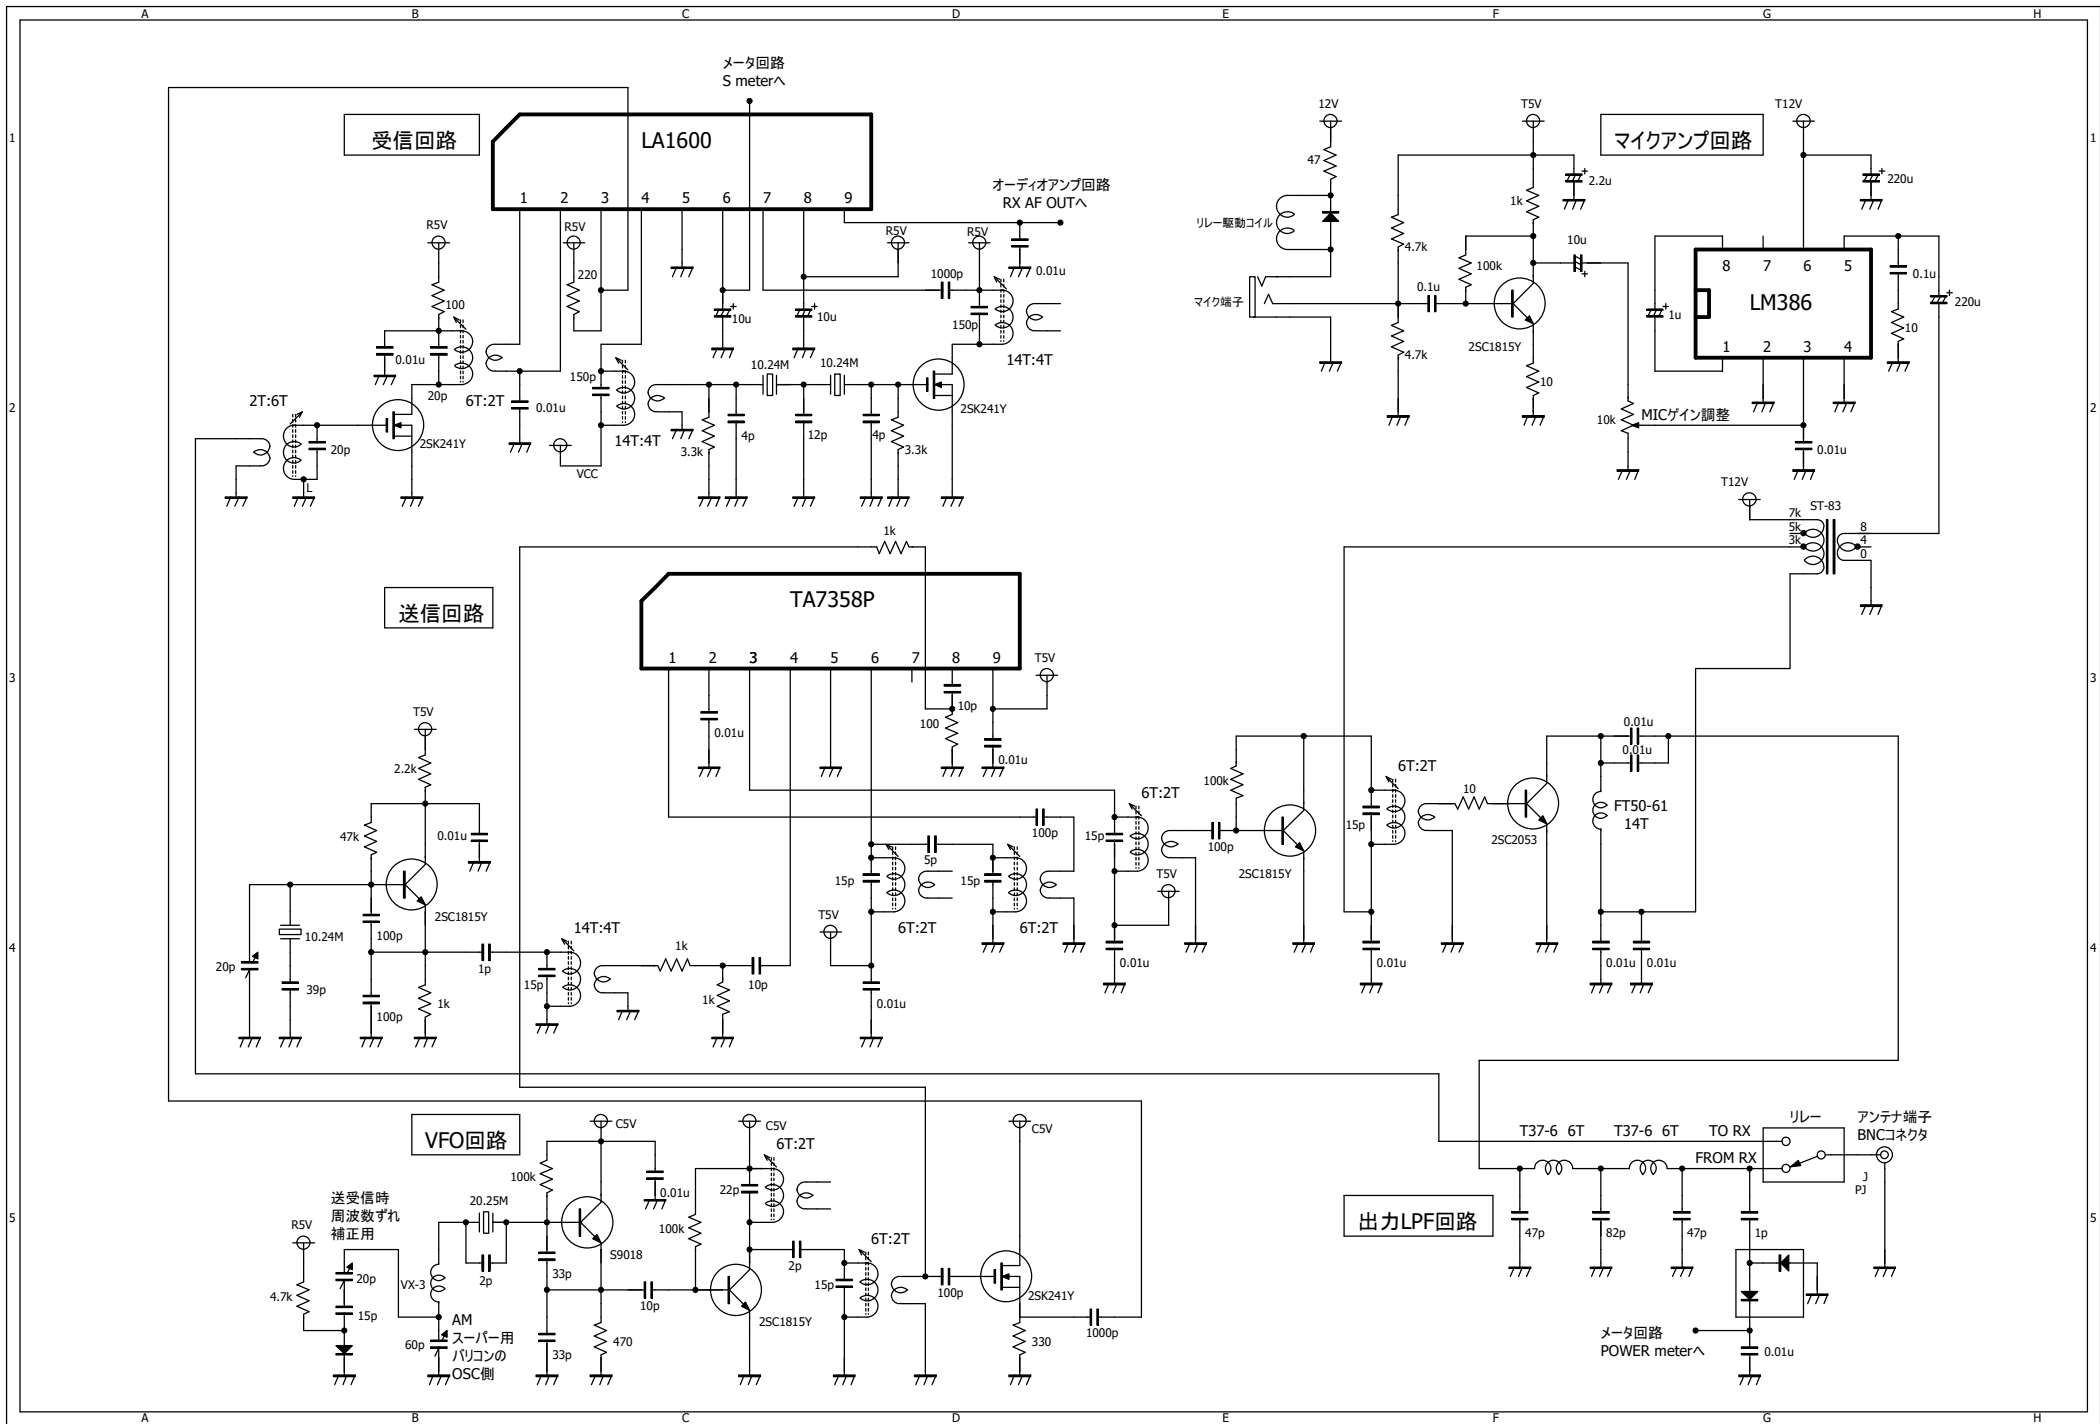 A B C D E F G H
1
2
3
4
5
メータ回路
S meterへ
受信回路
LA1600
1 2 3 4 5 6 7 8 9
オーディオアンプ回路
RX AF OUTへ
R5V
100
0.01u
20p
6T:2T
2T:6T
20p
L
2SK241Y
0.01u
R5V
220
150p
14T:4T
VCC
10u
10u
R5V
1000p
R5V
0.01u
150p
14T:4T
10.24M
10.24M
3.3k
4p
12p
4p
3.3k
2SK241Y
12V
47
リレー駆動コイル
マイク端子
T5V
2.2u
1k
4.7k
100k
10u
0.1u
4.7k
2SC1815Y
10
マイクアンプ回路
T12V
220u
8 7 6 5
LM386
1 2 3 4
1u
0.1u
220u
10
10k
MICゲイン調整
0.01u
T12V
ST-83
7k
5k
3k
8
4
0
送信回路
1k
TA7358P
1 2 3 4 5 6 7 8 9
T5V
0.01u
10p
100
0.01u
T5V
2.2k
47k
0.01u
2SC1815Y
100p
10.24M
20p
39p
100p
1k
1p
14T:4T
15p
1k
1k
10p
T5V
15p
6T:2T
0.01u
5p
15p
6T:2T
100p
6T:2T
15p
T5V
0.01u
100p
100k
2SC1815Y
15p
6T:2T
0.01u
10
2SC2053
0.01u
0.01u
FT50-61
14T
0.01u
0.01u
VFO回路
C5V
100k
0.01u
20.25M
2p
S9018
33p
33p
470
10p
送受信時
周波数ずれ
補正用
R5V
4.7k
20p
15p
VX-3
60p
AM
スーパー用
バリコンの
OSC側
C5V
6T:2T
22p
100k
2SC1815Y
2p
6T:2T
15p
100p
C5V
2SK241Y
330
1000p
出力LPF回路
T37-6 6T
T37-6 6T
TO RX
FROM RX
リレー
アンテナ端子
BNCコネクタ
J
PJ
47p
82p
47p
1p
メータ回路
POWER meterへ
0.01u
1
2
3
4
5
A B C D E F G H